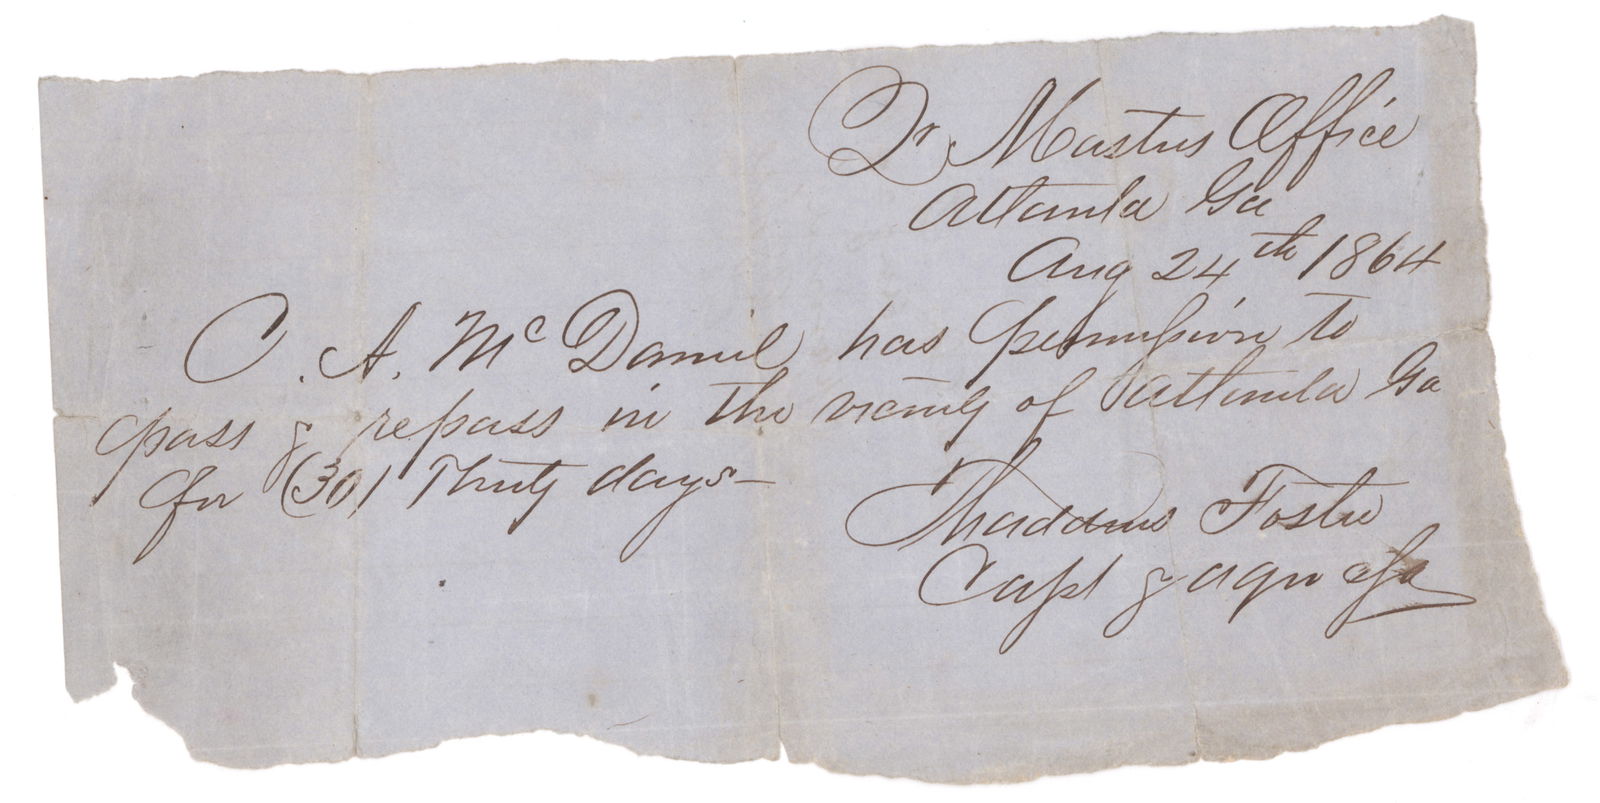 Qr. Masters Office
Atlanta Ga
Aug 24th 1864
C. A. McDaniel has permission to
pass & repass in the vicinity of Atlanta Ga
for (30) Thirty days—
Thaddeus Foster
Capt & aqm